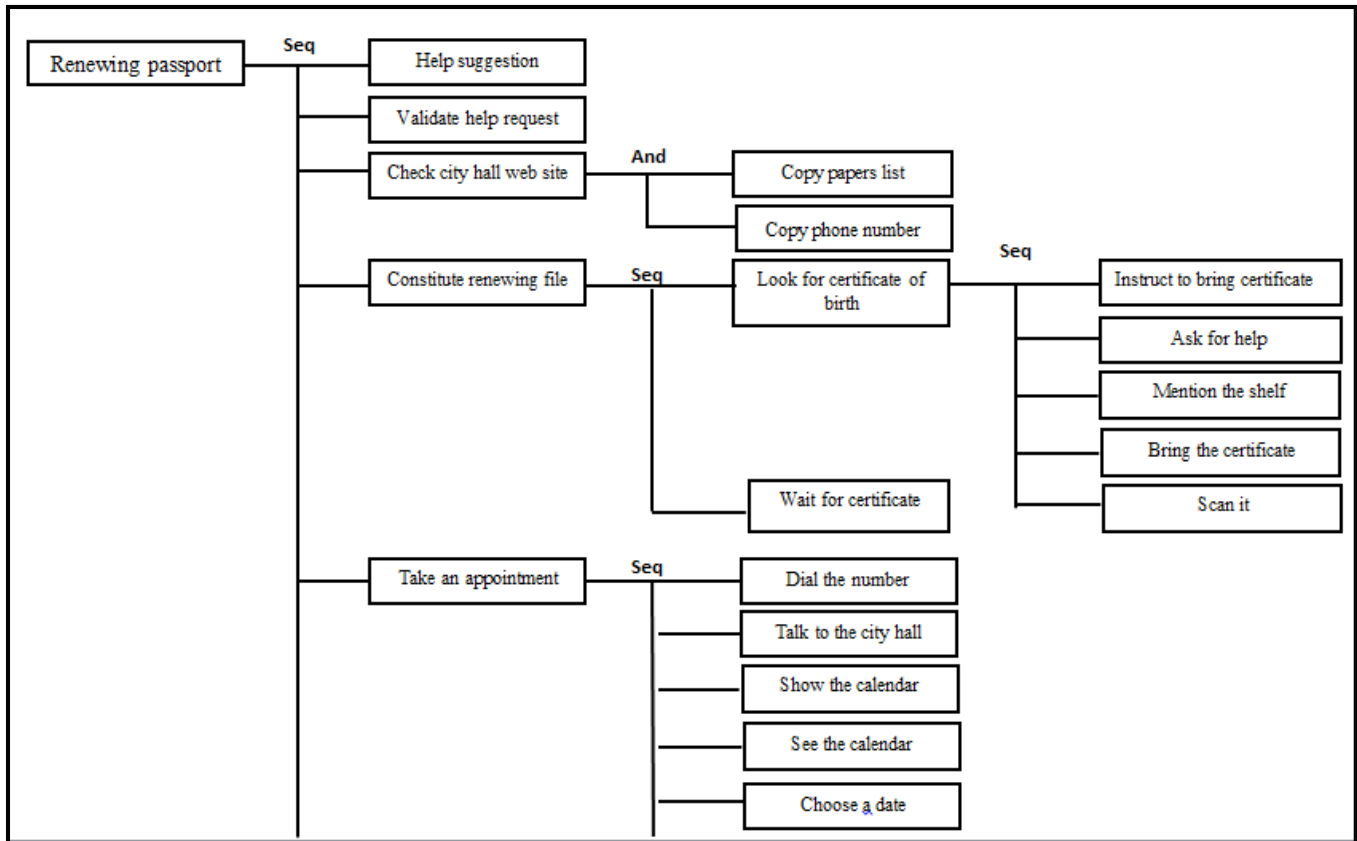 Renewing passport
Seq
Help suggestion
Validate help request
Check city hall web site
And
Copy papers list
Copy phone number
Constitute renewing file
Seq
Look for certificate of
birth
Seq
Instruct to bring certificate
Ask for help
Mention the shelf
Bring the certificate
Scan it
Wait for certificate
Take an appointment
Seq
Dial the number
Talk to the city hall
Show the calendar
See the calendar
Choose a date